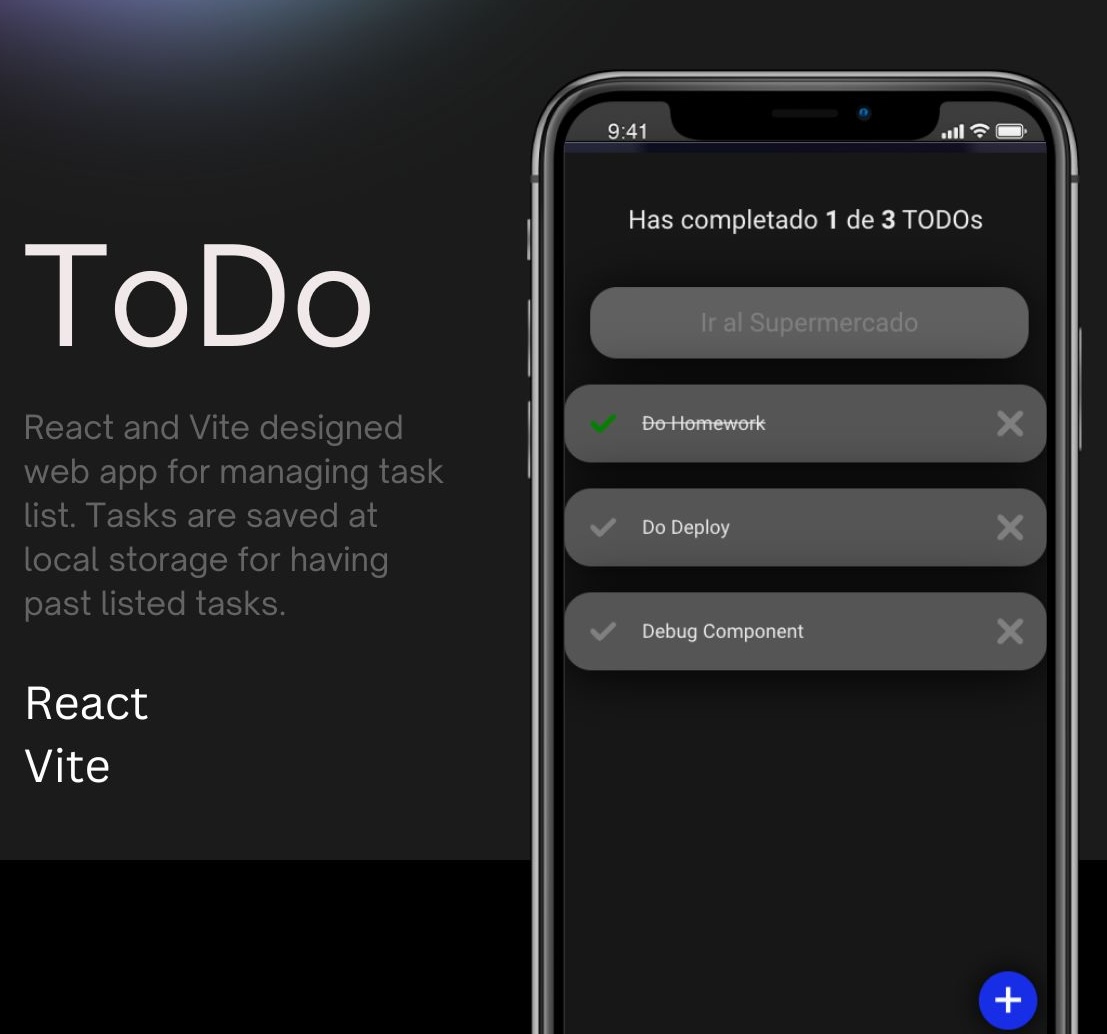 ToDo
React and Vite designed
web app for managing task
list. Tasks are saved at
local storage for having
past listed tasks.
React
Vite
9:41
Has completado 1 de 3 TODOs
Ir al Supermercado
Do Homework
Do Deploy
Debug Component